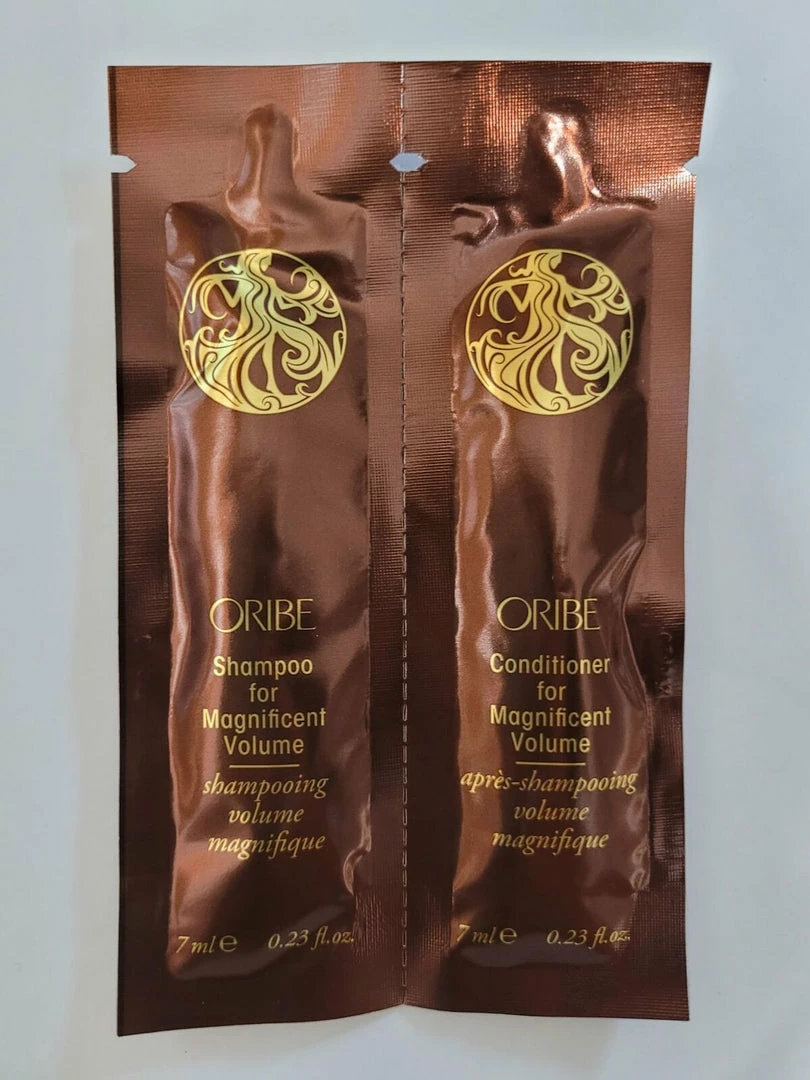 ORIBE
Shampoo
for
Magnificent
Volume
shampooing
volume
magnifique
7 ml e 0.23 fl.oz.
ORIBE
Conditioner
for
Magnificent
Volume
après-shampooing
volume
magnifique
7 ml e 0.23 fl.oz.